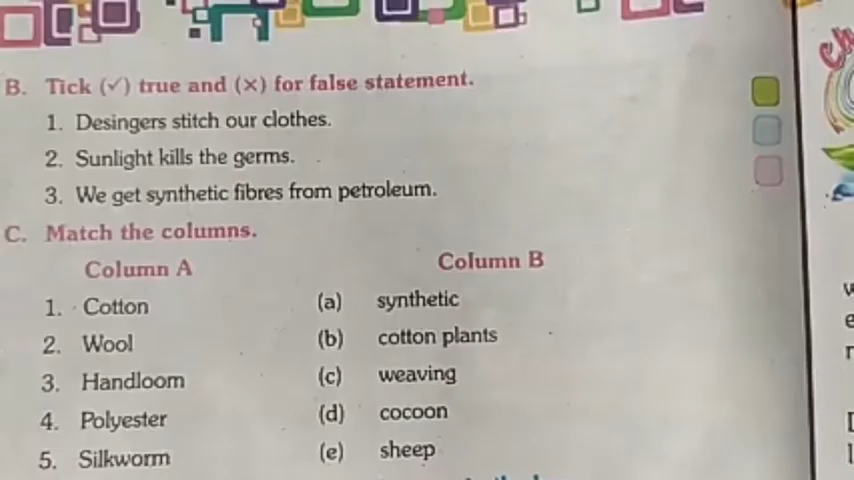 B. Tick (✓) true and (×) for false statement.
1. Desingers stitch our clothes.
2. Sunlight kills the germs.
3. We get synthetic fibres from petroleum.
C. Match the columns.
Column A Column B
1. Cotton (a) synthetic
2. Wool (b) cotton plants
3. Handloom (c) weaving
4. Polyester (d) cocoon
5. Silkworm (e) sheep